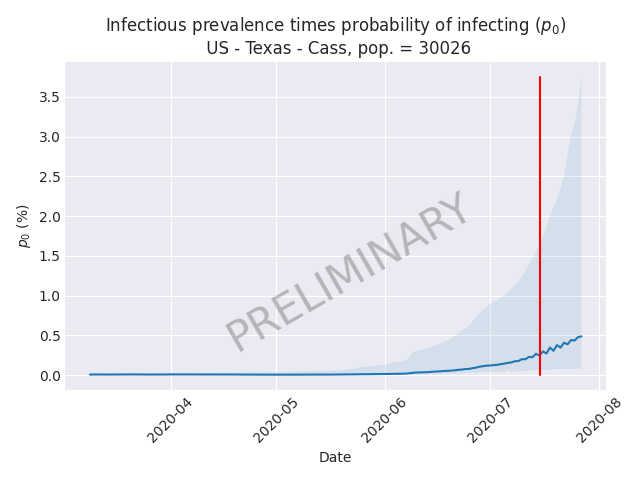 Infectious prevalence times probability of infecting (p0)
US - Texas - Cass, pop. = 30026
3.5
3.0
2.5
2.0
1.5
1.0
0.5
0.0
p0 (%)
PRELIMINARY
2020-04
2020-05
2020-06
2020-07
2020-08
Date